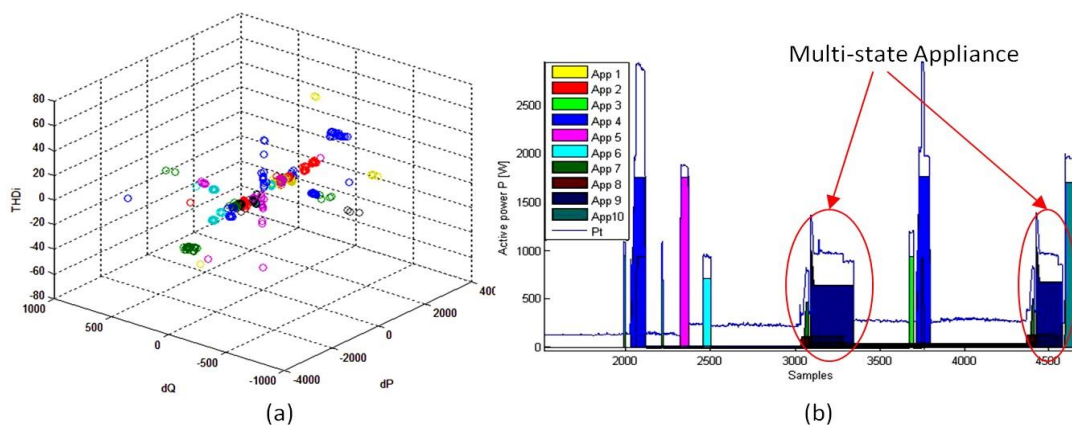 80
60
40
20
0
-20
-40
-60
-80
THDi
1000
500
0
-500
-1000
dQ
-4000
-2000
0
2000
400
dP
(a)
Multi-state Appliance
App 1
App 2
App 3
App 4
App 5
App 6
App 7
App 8
App 9
App10
Pt
Active power P [W]
2500
2000
1500
1000
500
0
2000
2500
3000
3500
4000
4500
Samples
(b)